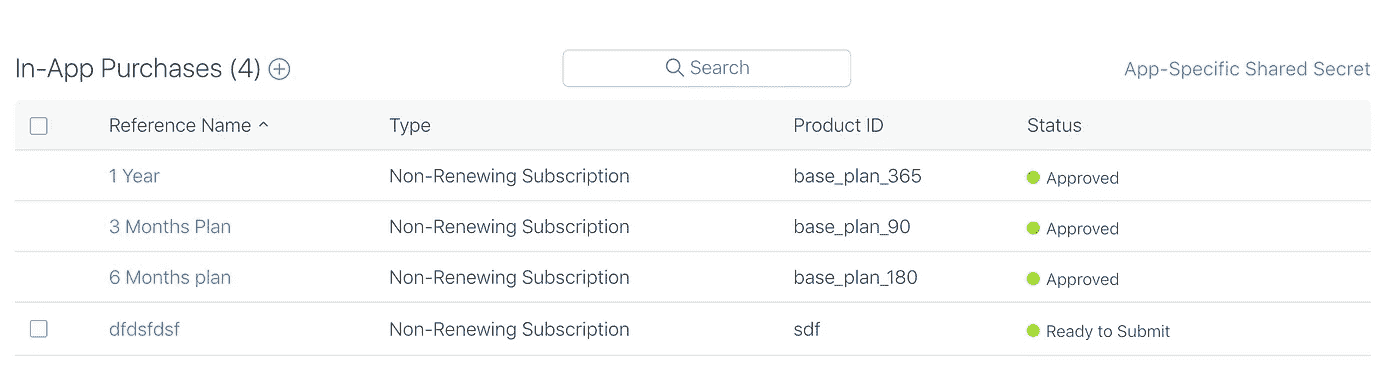 In-App Purchases (4)
Search
App-Specific Shared Secret
Reference Name Type Product ID Status
1 Year Non-Renewing Subscription base_plan_365 Approved
3 Months Plan Non-Renewing Subscription base_plan_90 Approved
6 Months plan Non-Renewing Subscription base_plan_180 Approved
dfdsfdsf Non-Renewing Subscription sdf Ready to Submit